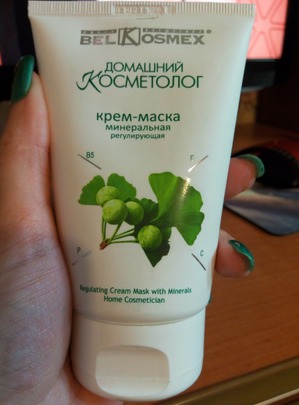 BELKOSMEX®
ДОМАШНИЙ
КОСМЕТОЛОГ
крем-маска
минеральная
регулирующая
B5
F
P
C
Regulating Cream Mask with Minerals
Home Cosmetician